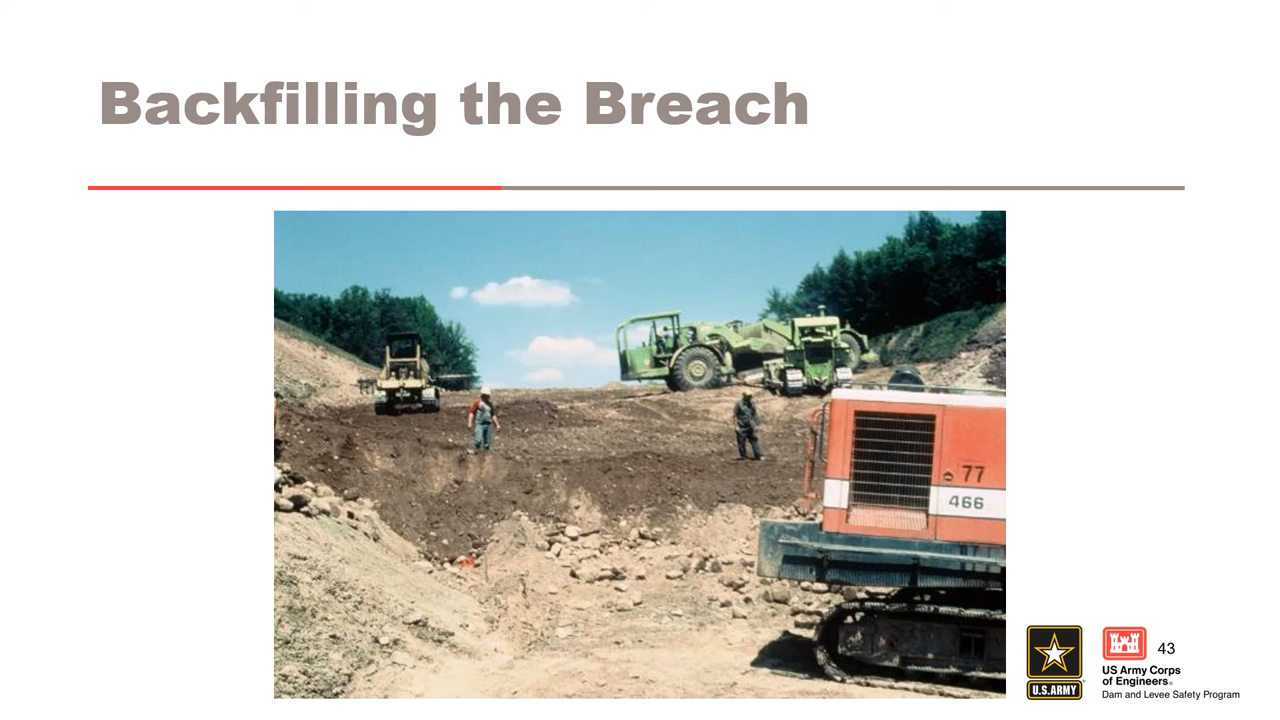 Backfilling the Breach
77
466
U.S.ARMY
43
US Army Corps
of Engineers®
Dam and Levee Safety Program